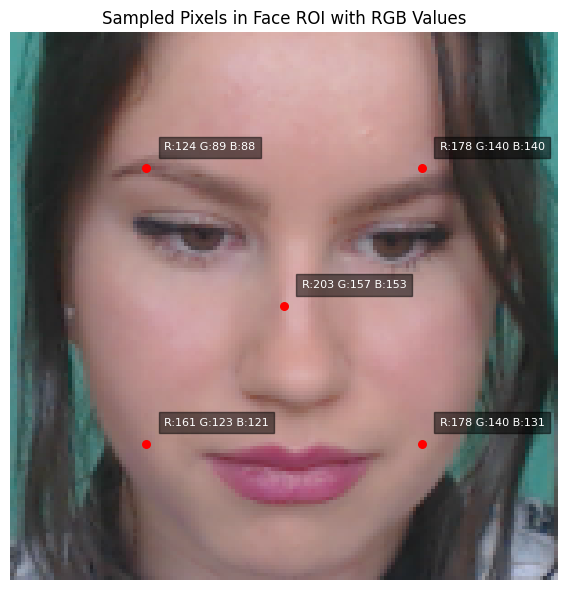 Sampled Pixels in Face ROI with RGB Values
R:124 G:89 B:88
R:178 G:140 B:140
R:203 G:157 B:153
R:161 G:123 B:121
R:178 G:140 B:131